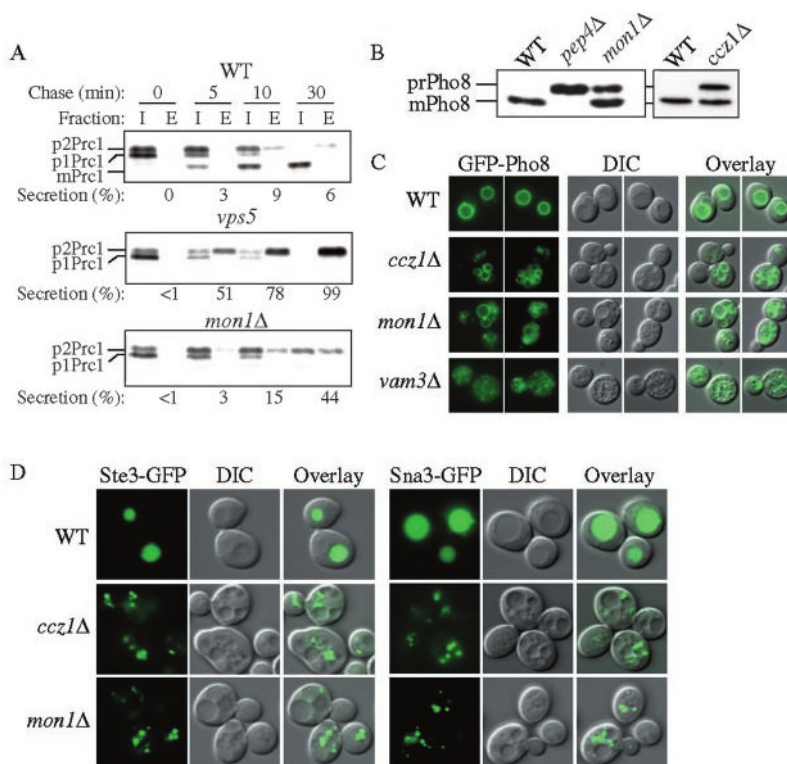 A
WT
Chase (min): 0 5 10 30
Fraction: I E I E I E I E
p2Prc1
p1Prc1
mPrc1
Secretion (%): 0 3 9 6
vps5
p2Prc1
p1Prc1
Secretion (%): <1 51 78 99
mon1Δ
p2Prc1
p1Prc1
Secretion (%): <1 3 15 44
B
WT pep4Δ mon1Δ WT ccz1Δ
prPho8
mPho8
C
GFP-Pho8 DIC Overlay
WT
ccz1Δ
mon1Δ
vam3Δ
D
Ste3-GFP DIC Overlay Sna3-GFP DIC Overlay
WT
ccz1Δ
mon1Δ